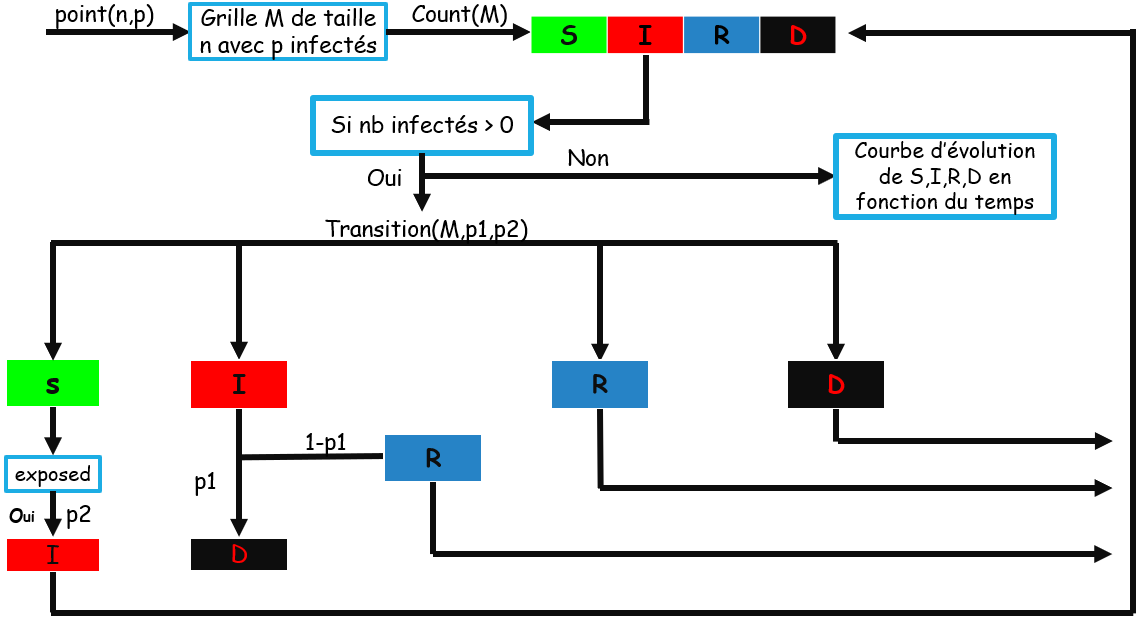 point(n,p)
Grille M de taille
n avec p infectés
Count(M)
S I R D
Si nb infectés > 0
Oui
Non
Courbe d'évolution
de S,I,R,D en
fonction du temps
Transition(M,p1,p2)
s
I
R
D
exposed
Oui
p2
I
1-p1
R
p1
D